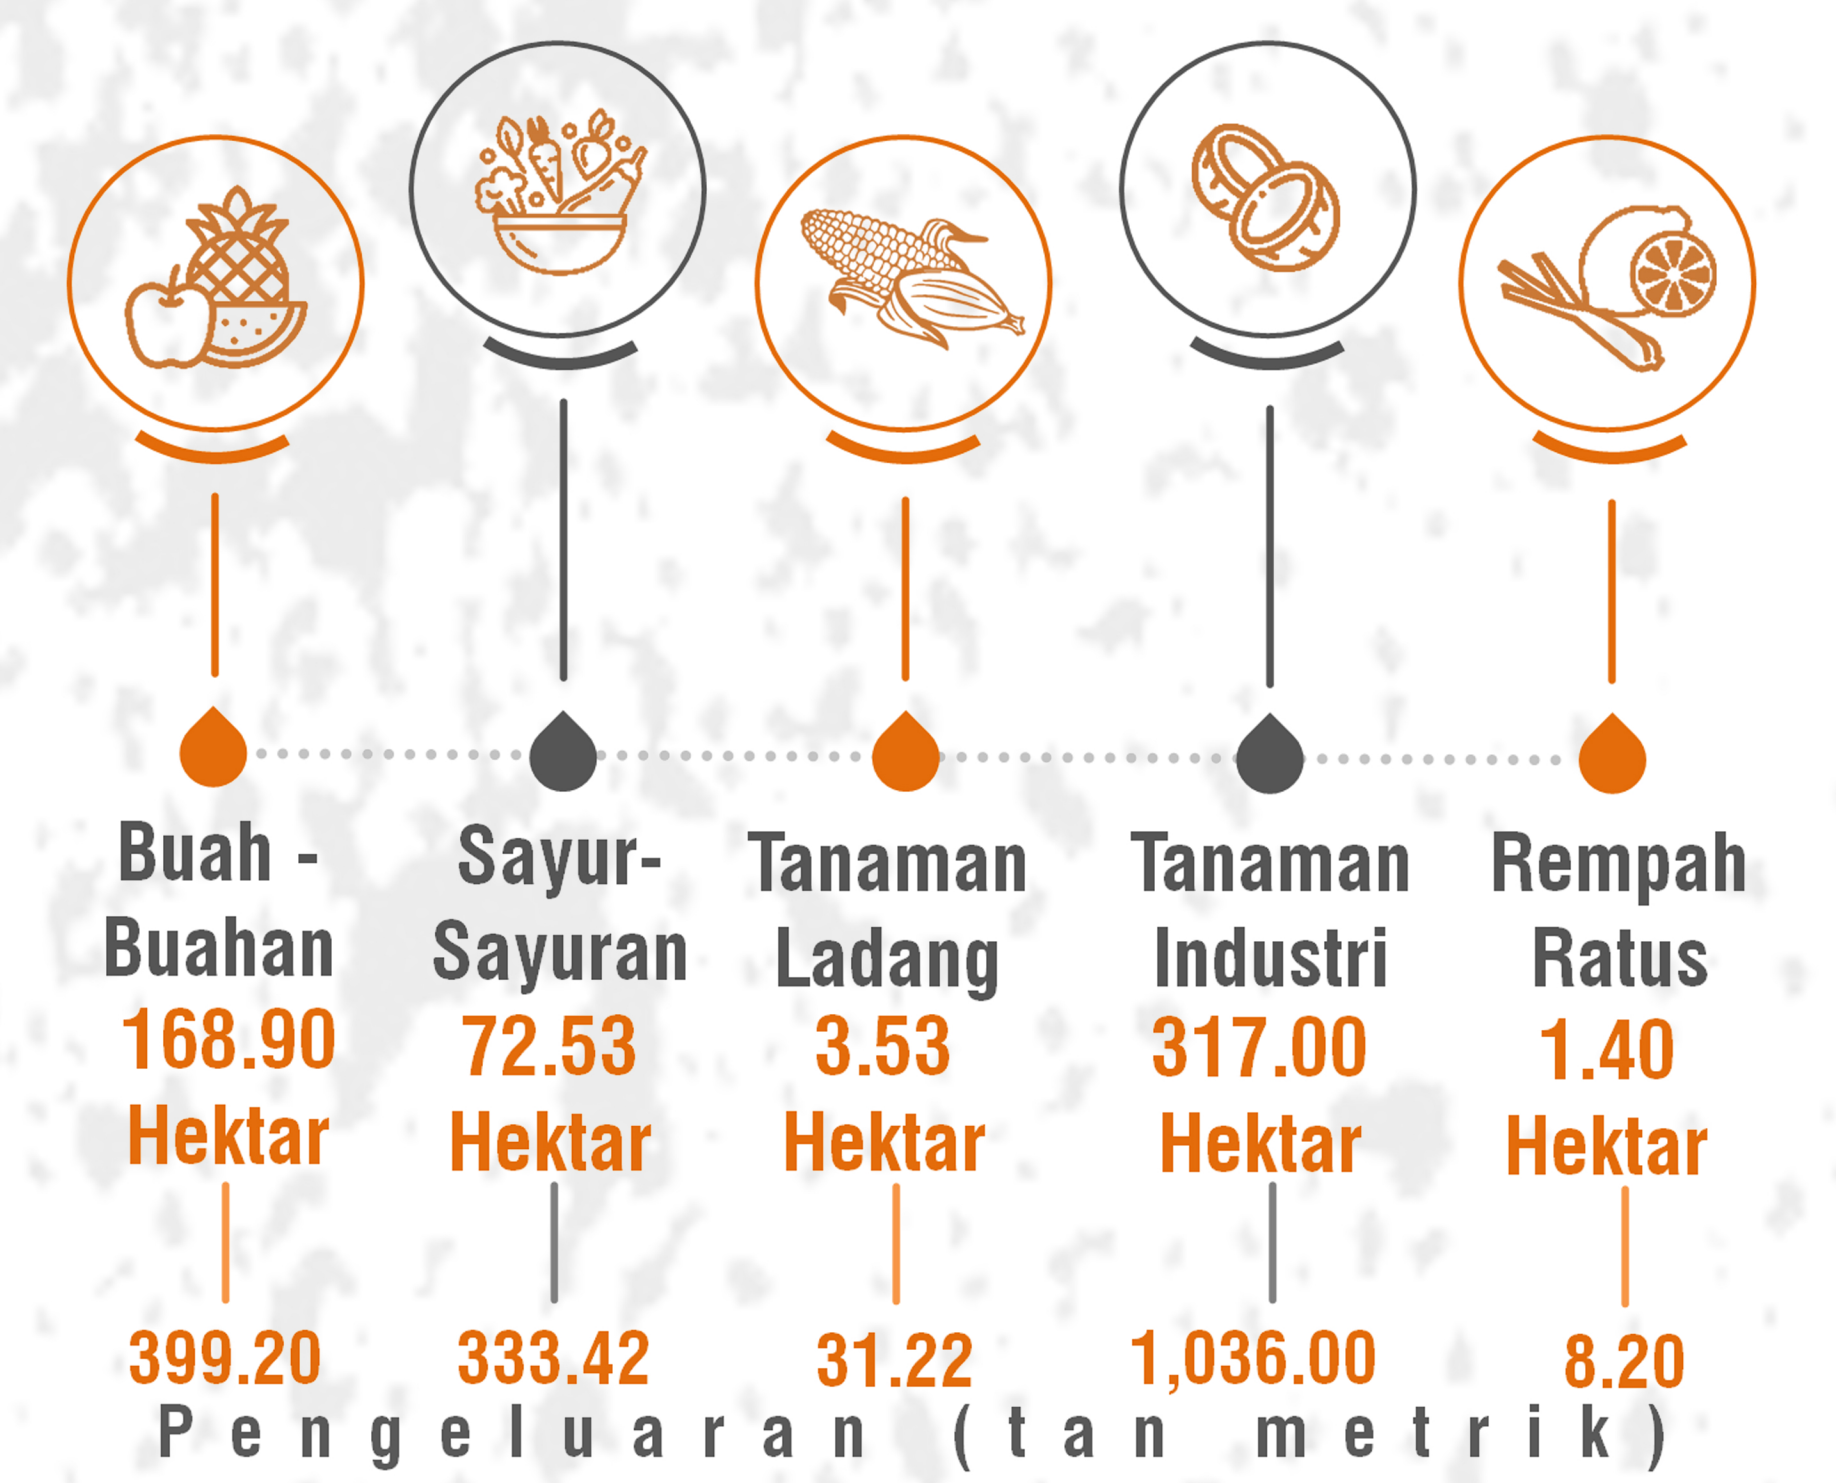 Buah -
Buahan
168.90
Hektar
399.20
Sayur-
Sayuran
72.53
Hektar
333.42
Tanaman
Ladang
3.53
Hektar
31.22
Tanaman
Industri
317.00
Hektar
1,036.00
Rempah
Ratus
1.40
Hektar
8.20
Pengeluaran (tan metrik)